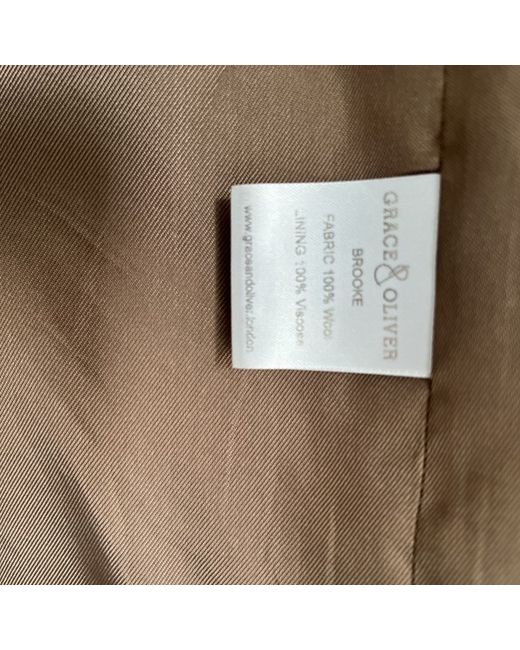 GRACE & OLIVER
BROOKE
FABRIC 100% Wool
LINING 100% Viscose
www.graceandoliver.london